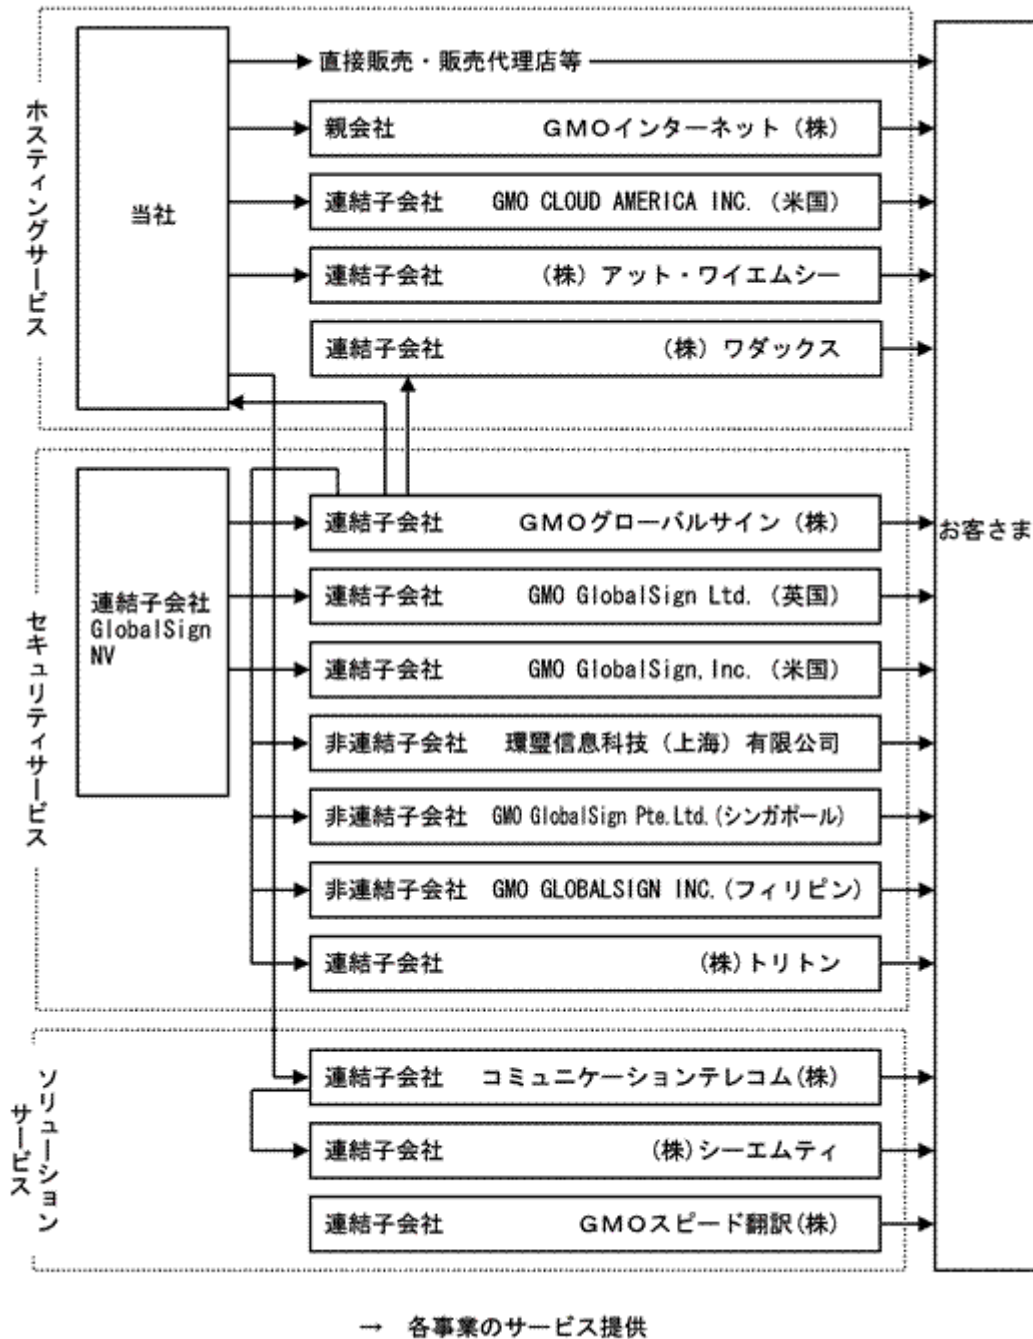 ホスティングサービス
当社
直接販売・販売代理店等
親会社 GMOインターネット（株）
連結子会社 GMO CLOUD AMERICA INC.（米国）
連結子会社 （株）アット・ワイエムシー
連結子会社 （株）ワダックス
セキュリティサービス
連結子会社
GlobalSign
NV
連結子会社 GMOグローバルサイン（株）
連結子会社 GMO GlobalSign Ltd.（英国）
連結子会社 GMO GlobalSign,Inc.（米国）
非連結子会社 環璽信息科技（上海）有限公司
非連結子会社 GMO GlobalSign Pte.Ltd.(シンガポール)
非連結子会社 GMO GLOBALSIGN INC.(フィリピン)
連結子会社 (株)トリトン
お客さま
ソリューション
サービス
連結子会社 コミュニケーションテレコム(株)
連結子会社 (株)シーエムティ
連結子会社 GMOスピード翻訳(株)
→ 各事業のサービス提供